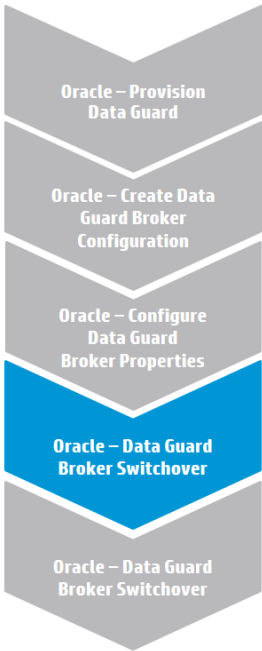 Oracle – Provision
Data Guard
Oracle – Create Data
Guard Broker
Configuration
Oracle – Configure
Data Guard
Broker Properties
Oracle – Data Guard
Broker Switchover
Oracle – Data Guard
Broker Switchover